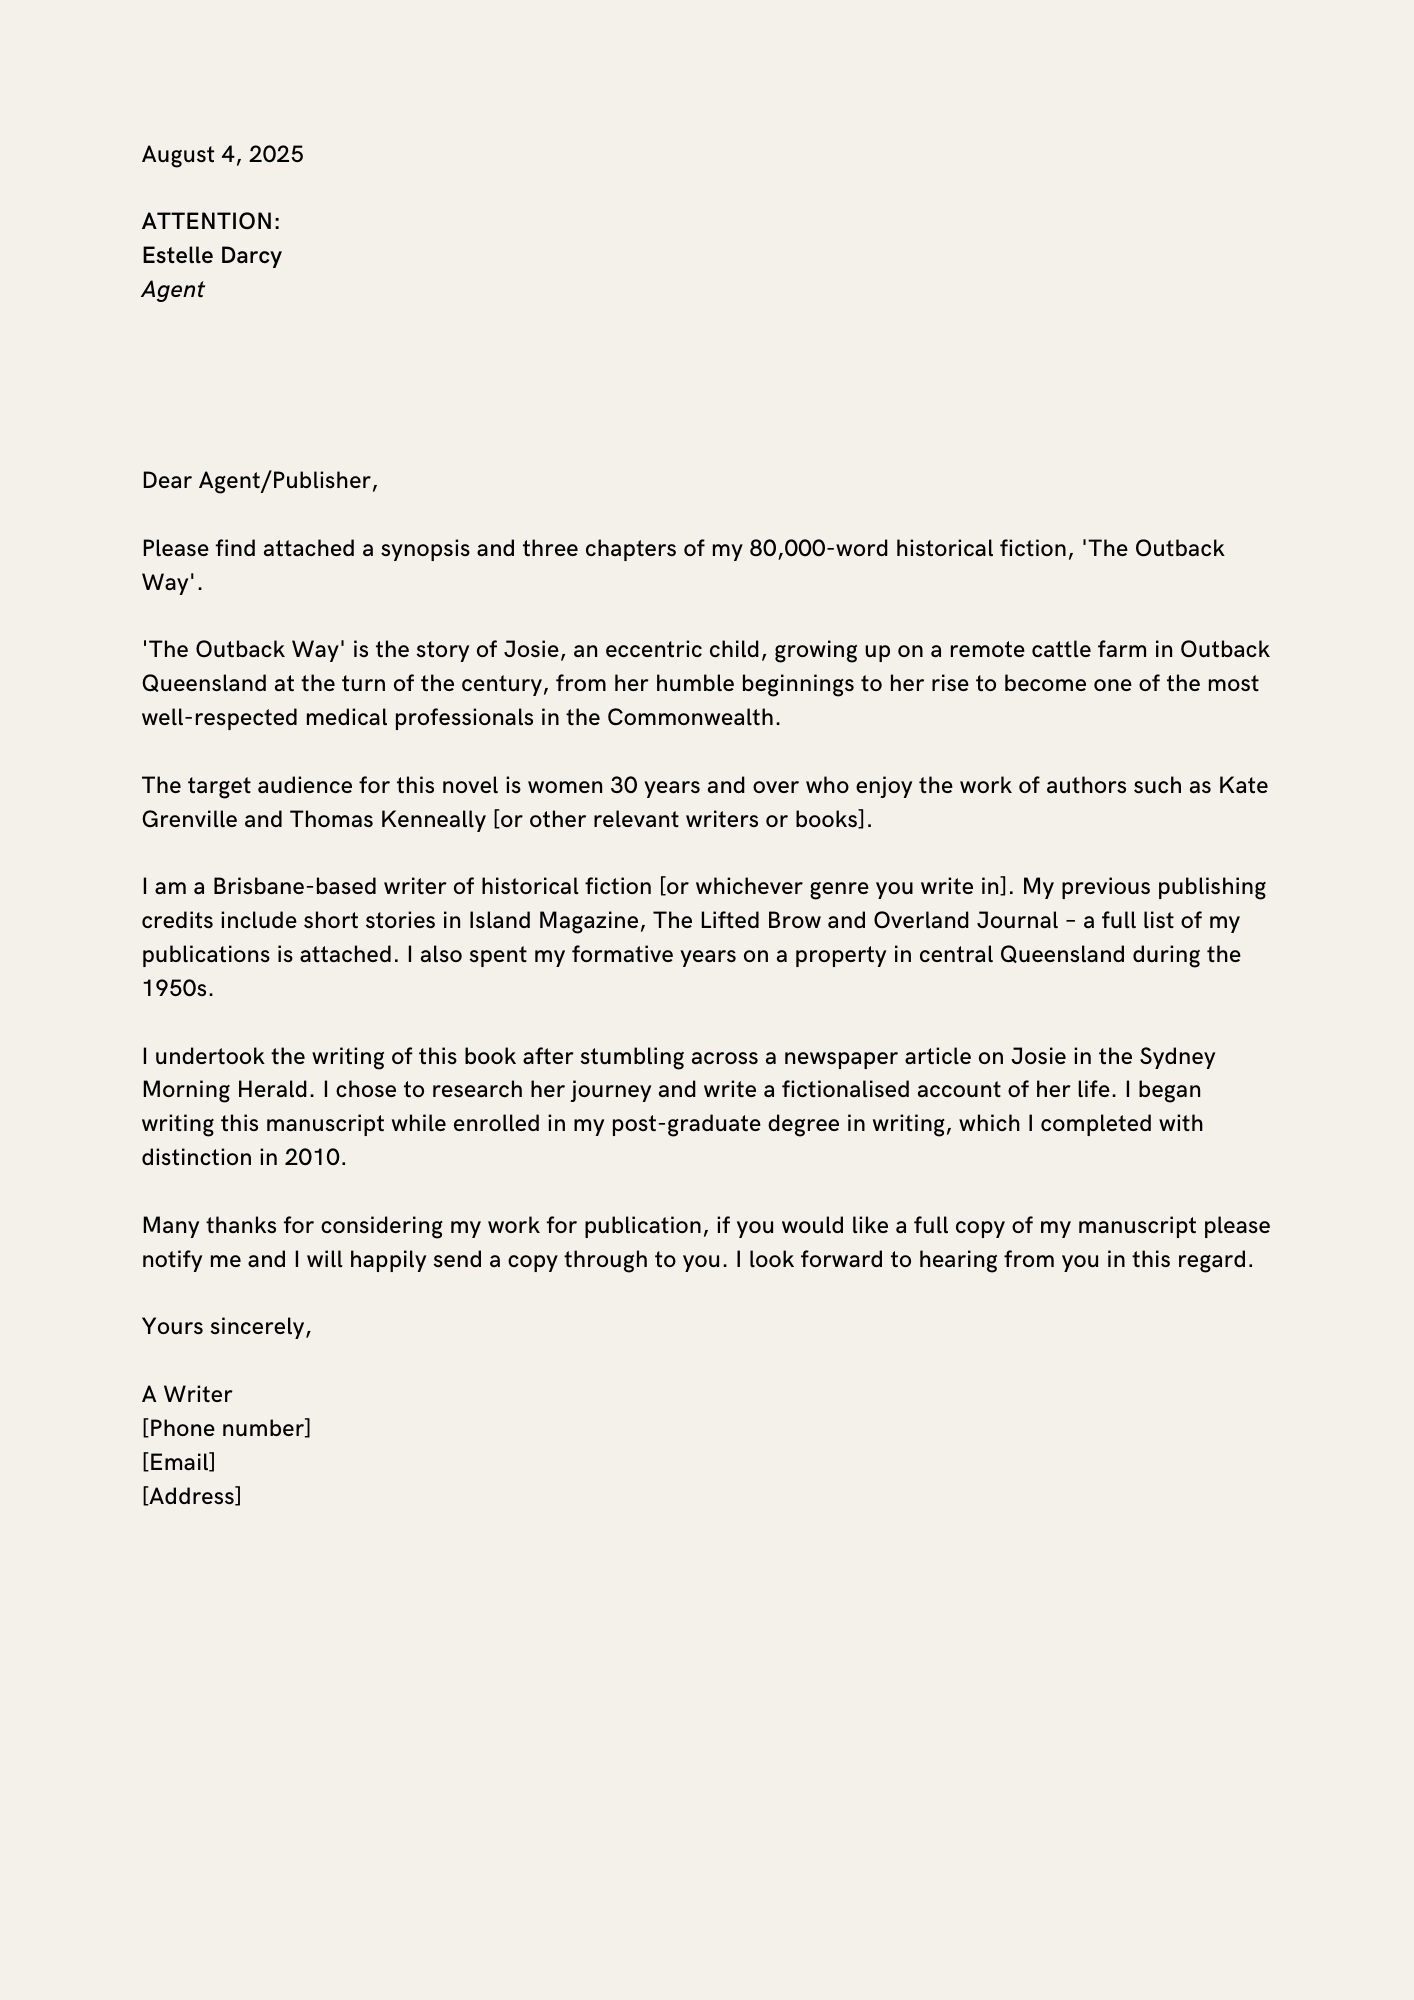 August 4, 2025
ATTENTION:
Estelle Darcy
Agent
Dear Agent/Publisher,
Please find attached a synopsis and three chapters of my 80,000-word historical fiction, 'The Outback
Way'.
'The Outback Way' is the story of Josie, an eccentric child, growing up on a remote cattle farm in Outback
Queensland at the turn of the century, from her humble beginnings to her rise to become one of the most
well-respected medical professionals in the Commonwealth.
The target audience for this novel is women 30 years and over who enjoy the work of authors such as Kate
Grenville and Thomas Kenneally [or other relevant writers or books].
I am a Brisbane-based writer of historical fiction [or whichever genre you write in]. My previous publishing
credits include short stories in Island Magazine, The Lifted Brow and Overland Journal – a full list of my
publications is attached. I also spent my formative years on a property in central Queensland during the
1950s.
I undertook the writing of this book after stumbling across a newspaper article on Josie in the Sydney
Morning Herald. I chose to research her journey and write a fictionalised account of her life. I began
writing this manuscript while enrolled in my post-graduate degree in writing, which I completed with
distinction in 2010.
Many thanks for considering my work for publication, if you would like a full copy of my manuscript please
notify me and I will happily send a copy through to you. I look forward to hearing from you in this regard.
Yours sincerely,
A Writer
[Phone number]
[Email]
[Address]